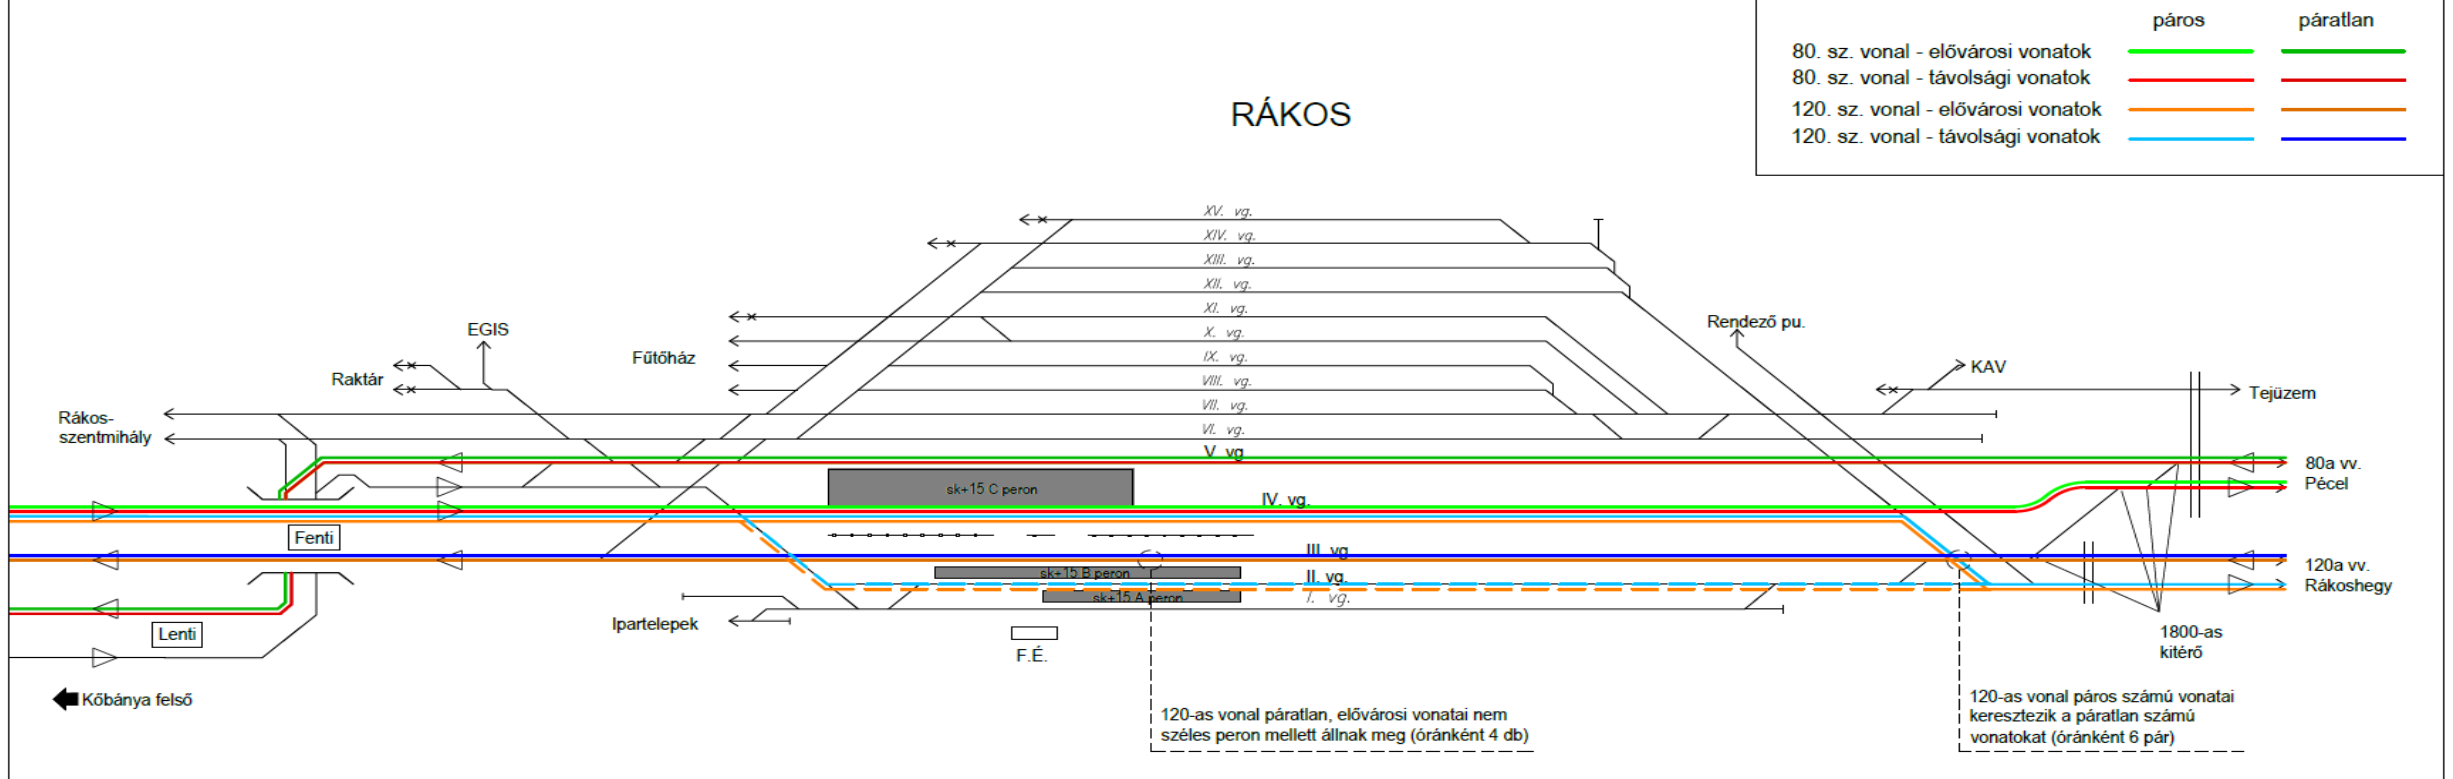 páros páratlan
80. sz. vonal - elővárosi vonatok
80. sz. vonal - távolsági vonatok
120. sz. vonal - elővárosi vonatok
120. sz. vonal - távolsági vonatok
RÁKOS
XV. vg.
XIV. vg.
XIII. vg.
XII. vg.
XI. vg.
X. vg.
IX. vg.
VIII. vg.
VII. vg.
VI. vg.
V vg
IV. vg.
III. vg
II. vg.
I. vg.
EGIS
Raktár
Fűtőház
Rákos-
szentmihály
Rendező pu.
KAV
Tejüzem
80a vv.
Pécel
120a vv.
Rákoshegy
sk+15 C peron
sk+15 B peron
sk+15 A peron
Fenti
Lenti
Ipartelepek
F.É.
1800-as
kitérő
Kőbánya felső
120-as vonal páratlan, elővárosi vonatai nem
széles peron mellett állnak meg (óránként 4 db)
120-as vonal páros számú vonatai
keresztezik a páratlan számú
vonatokat (óránként 6 pár)